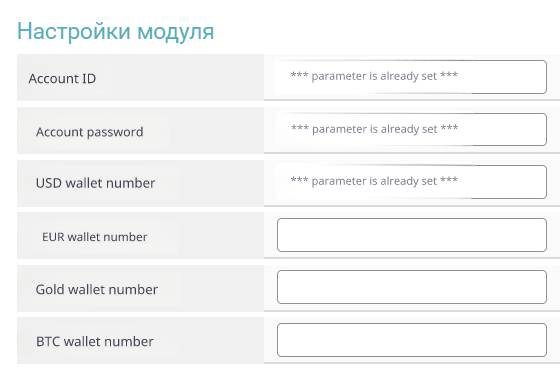 Настройки модуля
Account ID
*** parameter is already set ***
Account password
*** parameter is already set ***
USD wallet number
*** parameter is already set ***
EUR wallet number
Gold wallet number
BTC wallet number